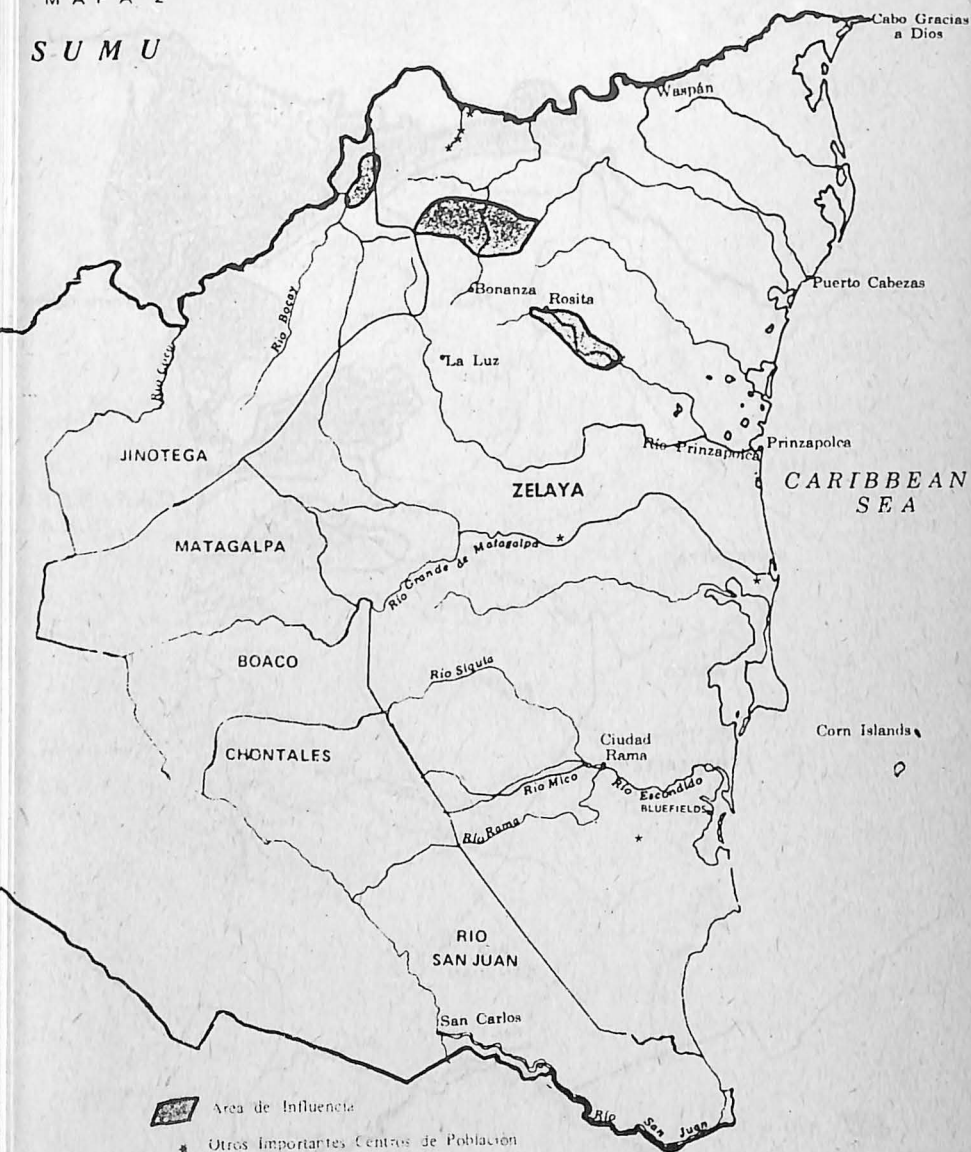 MAPA 2
SUMU
Cabo Gracias
a Dios
Waspán
Puerto Cabezas
Bonanza
Rosita
Río Bocay
La Luz
JINOTEGA
Río Prinzapolca
Prinzapolca
CARIBBEAN
SEA
ZELAYA
MATAGALPA
Río Grande de Matagalpa
BOACO
Río Siquia
CHONTALES
Corn Islands
Ciudad
Rama
Río Mico
Río Escondido
BLUEFIELDS
Río Rama
RIO
SAN JUAN
San Carlos
Area de Influencia
Río San Juan
Otros Importantes Centros de Población